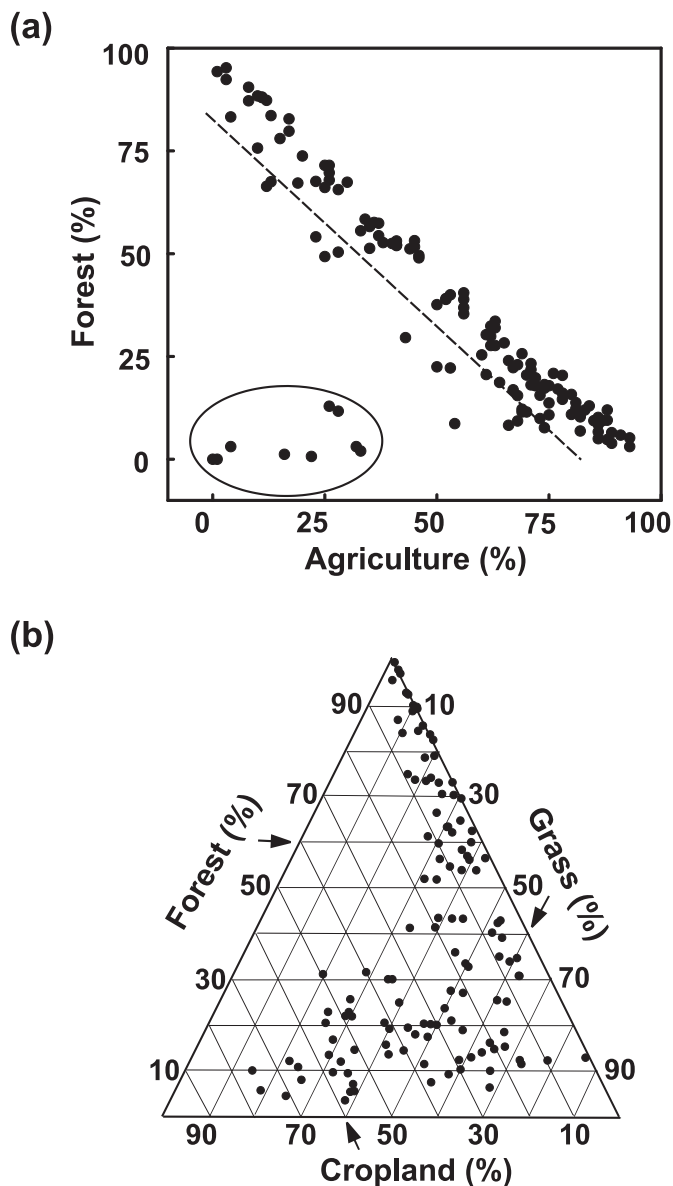 (a)
100
75
50
25
0
Forest (%)
0 25 50 75 100
Agriculture (%)
(b)
90 10
70 30
Forest (%) Grass (%)
50 50
30 70
10 90
90 70 50 30 10
Cropland (%)